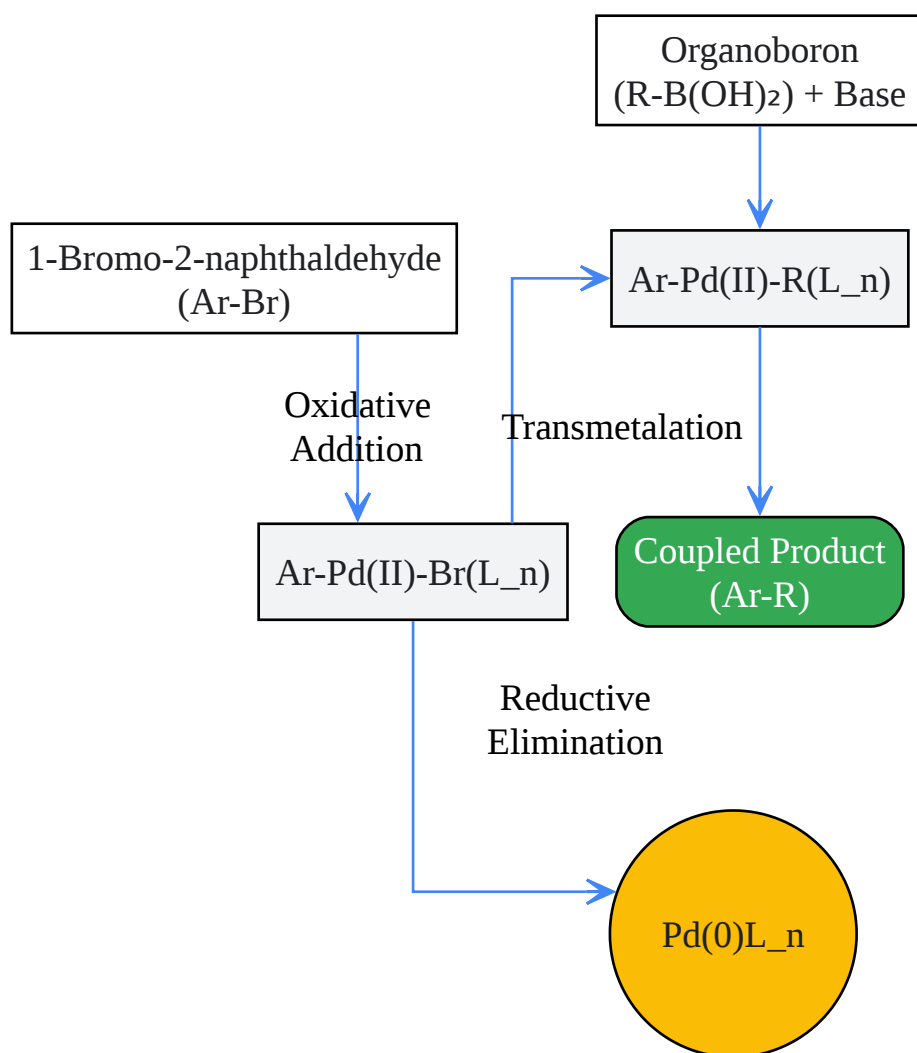 Organoboron
(R-B(OH)₂) + Base
1-Bromo-2-naphthaldehyde
(Ar-Br)
Ar-Pd(II)-R(L_n)
Oxidative
Addition
Transmetalation
Ar-Pd(II)-Br(L_n)
Coupled Product
(Ar-R)
Reductive
Elimination
Pd(0)L_n